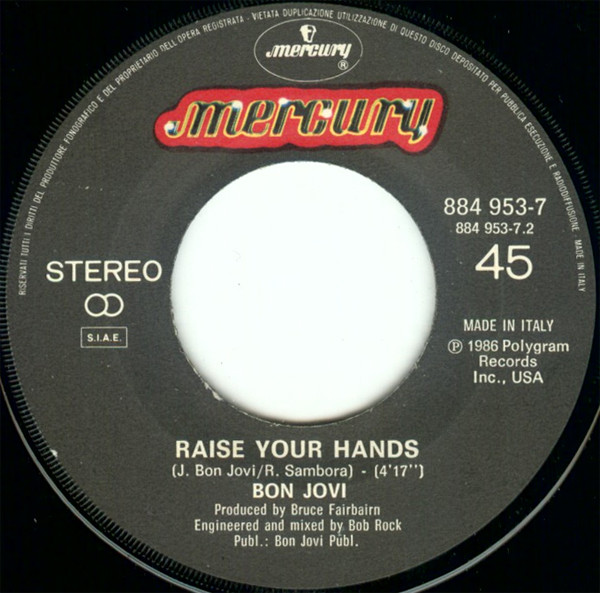 RISERVATI TUTTI I DIRITTI DEL PRODUTTORE FONOGRAFICO E DEL PROPRIETARIO DELL'OPERA REGISTRATA - VIETATA DUPLICAZIONE UTILIZZAZIONE DI QUESTO DISCO DEPOSITATO PER PUBBLICA ESECUZIONE E RADIODIFFUSIONE - MADE IN ITALY
mercury
®
mercury
884 953-7
884 953-7.2
STEREO
45
S.I.A.E.
MADE IN ITALY
℗ 1986 Polygram
Records
Inc., USA
RAISE YOUR HANDS
(J. Bon Jovi/R. Sambora) - (4'17'')
BON JOVI
Produced by Bruce Fairbairn
Engineered and mixed by Bob Rock
Publ.: Bon Jovi Publ.